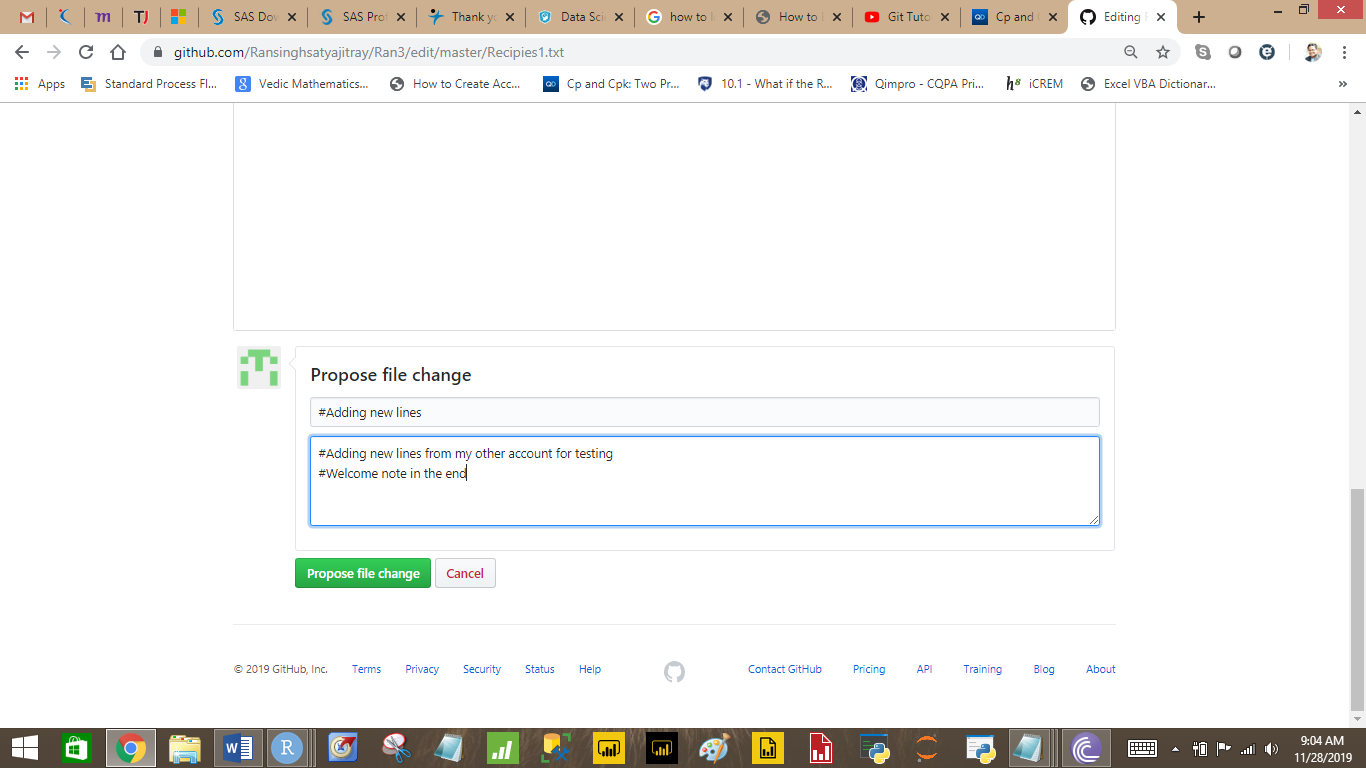 SAS Dov
SAS Prof
Thank yo
Data Scie
how to l
How to
Git Tuto
Cp and
Editing
github.com/Ransinghsatyajitray/Ran3/edit/master/Recipies1.txt
Apps
Standard Process Fl...
Vedic Mathematics...
How to Create Acc...
Cp and Cpk: Two Pr...
10.1 - What if the R...
Qimpro - CQPA Pri...
iCREM
Excel VBA Dictionar...
»
Propose file change
#Adding new lines
#Adding new lines from my other account for testing
#Welcome note in the end
Propose file change Cancel
© 2019 GitHub, Inc. Terms Privacy Security Status Help Contact GitHub Pricing API Training Blog About
9:04 AM
11/28/2019